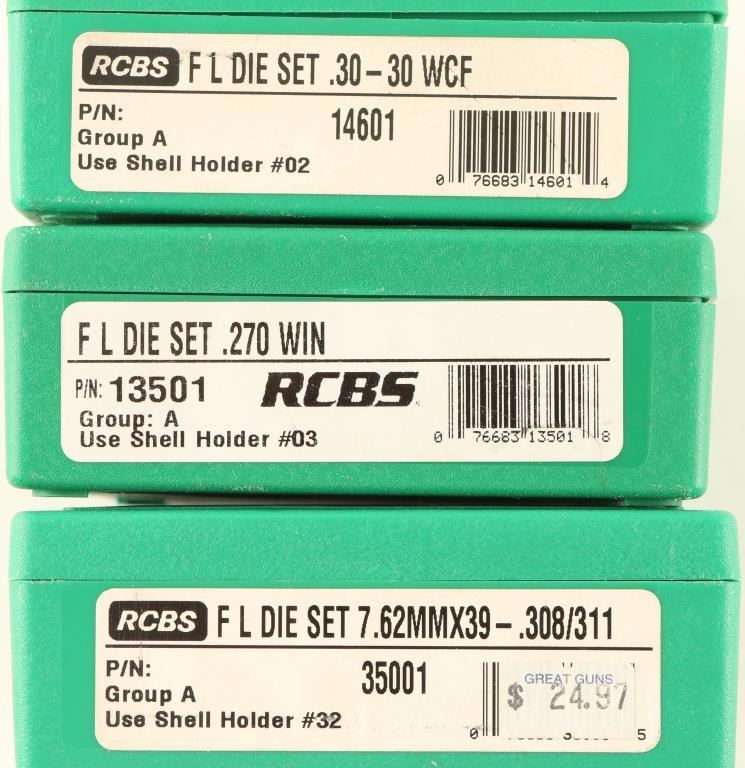 RCBS F L DIE SET .30-30 WCF
P/N: 14601
Group A
Use Shell Holder #02
0 76683 14601 4
F L DIE SET .270 WIN
P/N: 13501 RCBS
Group: A
Use Shell Holder #03
0 76683 13501 8
RCBS F L DIE SET 7.62MMX39-.308/311
P/N: 35001
Group A
Use Shell Holder #32
GREAT GUNS
$ 24.97
0 5